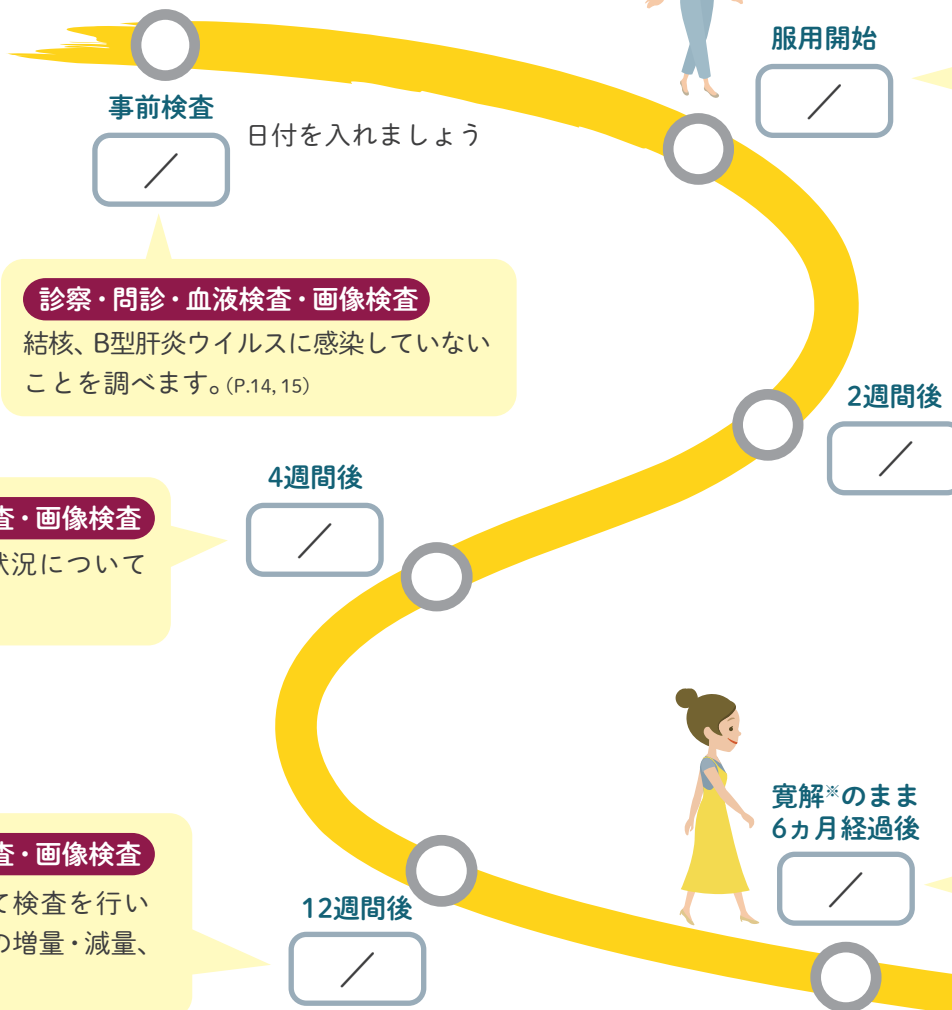 服用開始
／
事前検査
日付を入れましょう
／
診察・問診・血液検査・画像検査
結核、B型肝炎ウイルスに感染していない
ことを調べます。(P.14, 15)
2週間後
／
4週間後
／
査・画像検査
状況について
寛解※のまま
6ヵ月経過後
／
査・画像検査
て検査を行い
の増量・減量、
12週間後
／